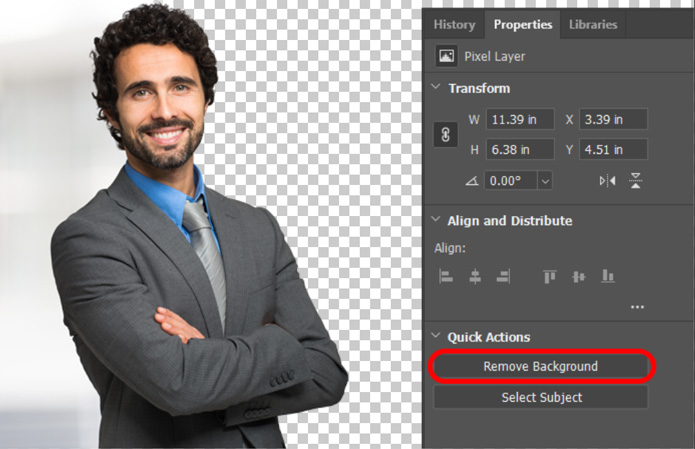 History Properties Libraries
Pixel Layer
Transform
W 11.39 in X 3.39 in
H 6.38 in Y 4.51 in
0.00°
Align and Distribute
Align:
Quick Actions
Remove Background
Select Subject